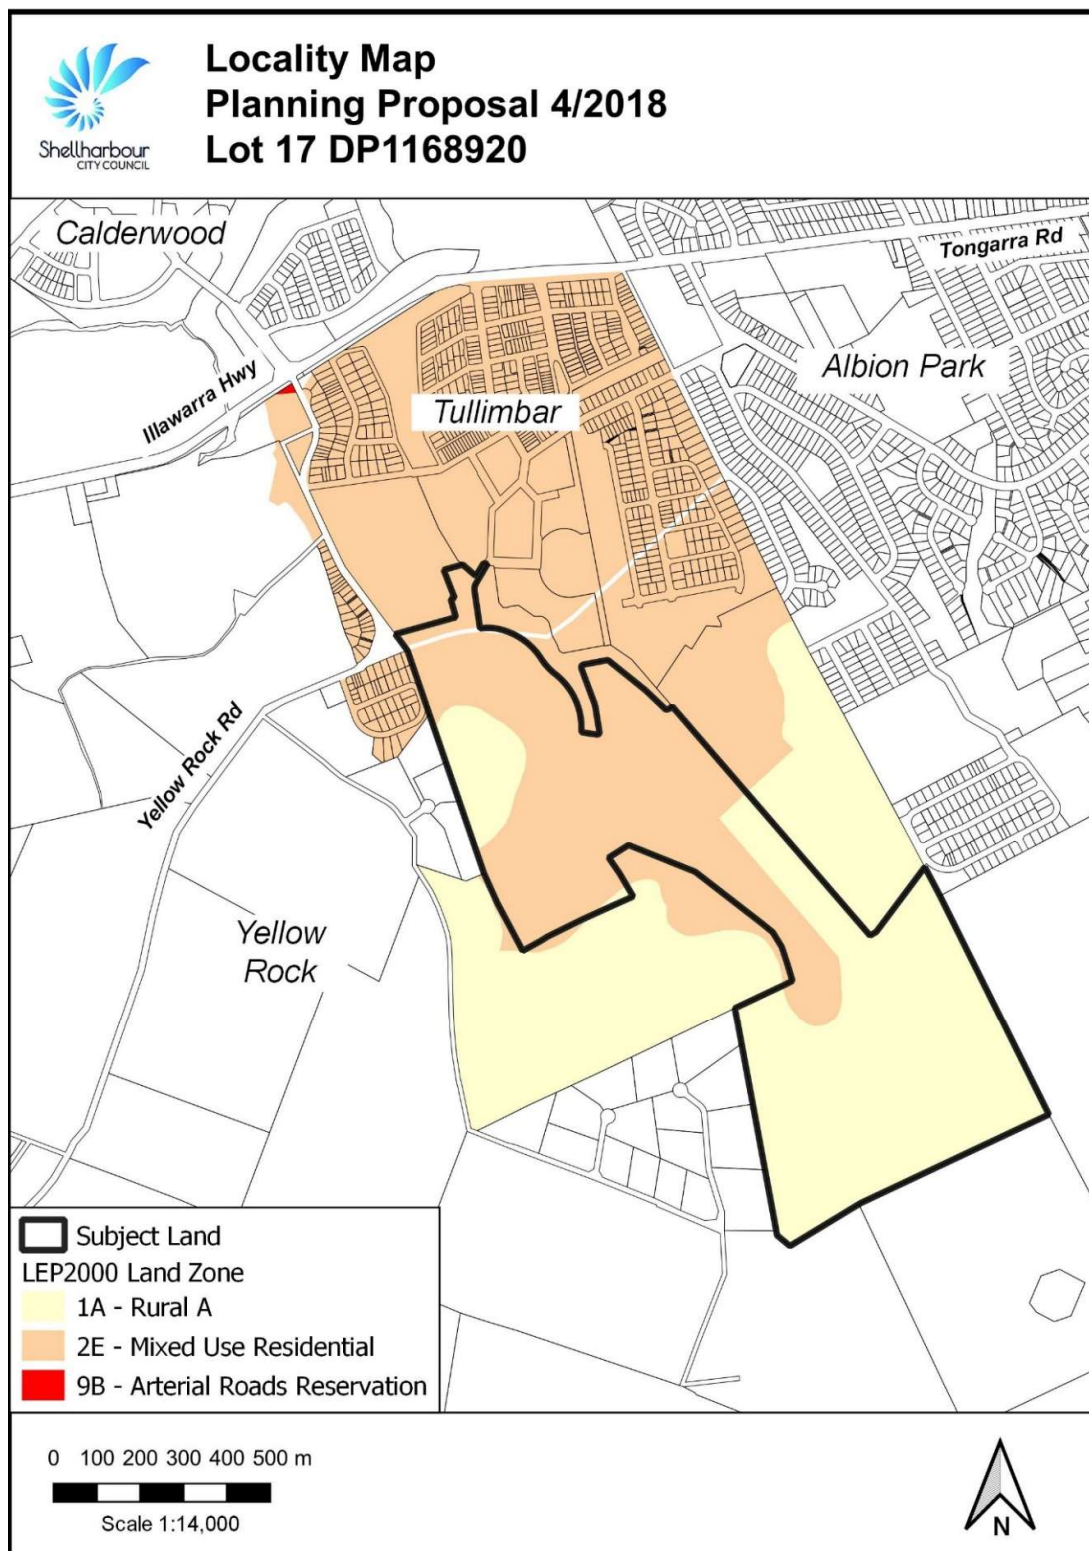 Shellharbour
CITY COUNCIL
Locality Map
Planning Proposal 4/2018
Lot 17 DP1168920
Calderwood
Tongarra Rd
Illawarra Hwy
Albion Park
Tullimbar
Yellow Rock Rd
Yellow
Rock
Subject Land
LEP2000 Land Zone
1A - Rural A
2E - Mixed Use Residential
9B - Arterial Roads Reservation
0 100 200 300 400 500 m
Scale 1:14,000
N